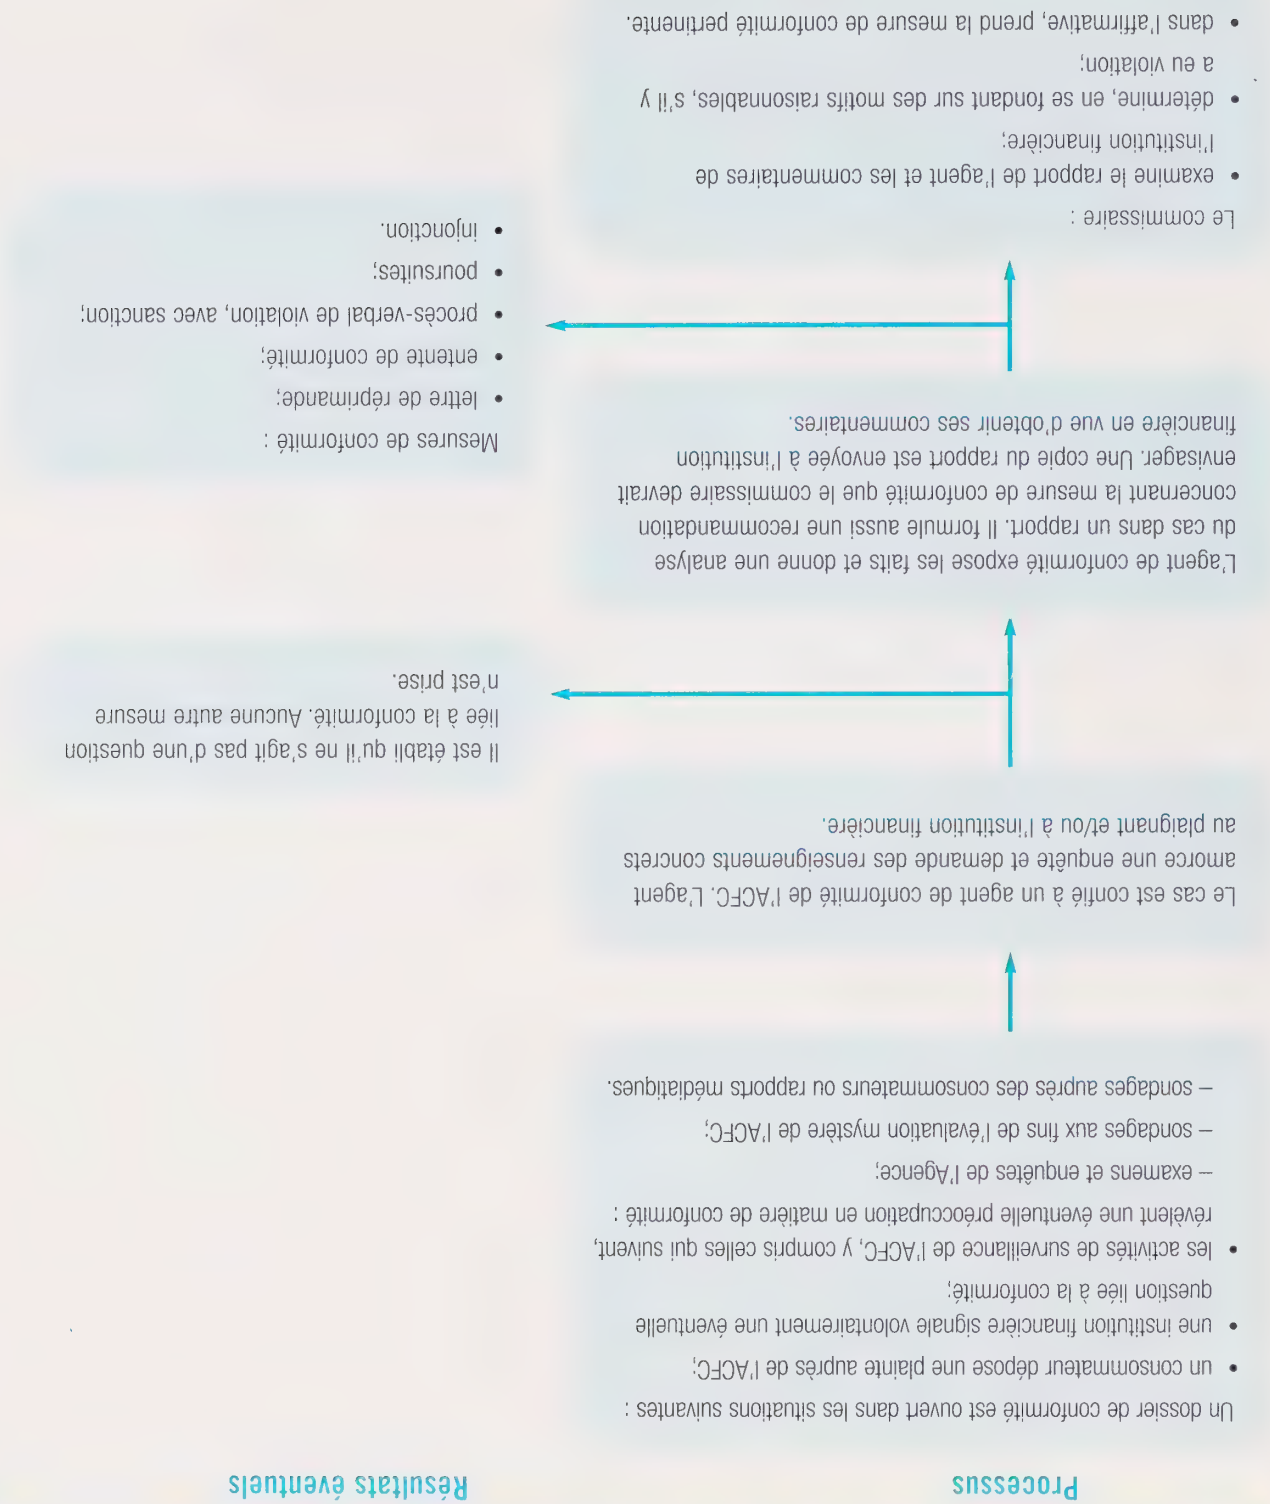 Processus
Résultats éventuels
Un dossier de conformité est ouvert dans les situations suivantes :
• un consommateur dépose une plainte auprès de l'ACFC;
• une institution financière signale volontairement une éventuelle
question liée à la conformité;
• les activités de surveillance de l'ACFC, y compris celles qui suivent,
révèlent une éventuelle préoccupation en matière de conformité :
– examens et enquêtes de l'Agence;
– sondages aux fins de l'évaluation mystère de l'ACFC;
– sondages auprès des consommateurs ou rapports médiatiques.
Le cas est confié à un agent de conformité de l'ACFC. L'agent
amorce une enquête et demande des renseignements concrets
au plaignant et/ou à l'institution financière.
Il est établi qu'il ne s'agit pas d'une question
liée à la conformité. Aucune autre mesure
n'est prise.
L'agent de conformité expose les faits et donne une analyse
du cas dans un rapport. Il formule aussi une recommandation
concernant la mesure de conformité que le commissaire devrait
envisager. Une copie du rapport est envoyée à l'institution
financière en vue d'obtenir ses commentaires.
Mesures de conformité :
• lettre de réprimande;
• entente de conformité;
• procès-verbal de violation, avec sanction;
• poursuites;
• injonction.
Le commissaire :
• examine le rapport de l'agent et les commentaires de
l'institution financière;
• détermine, en se fondant sur des motifs raisonnables, s'il y
a eu violation;
• dans l'affirmative, prend la mesure de conformité pertinente.